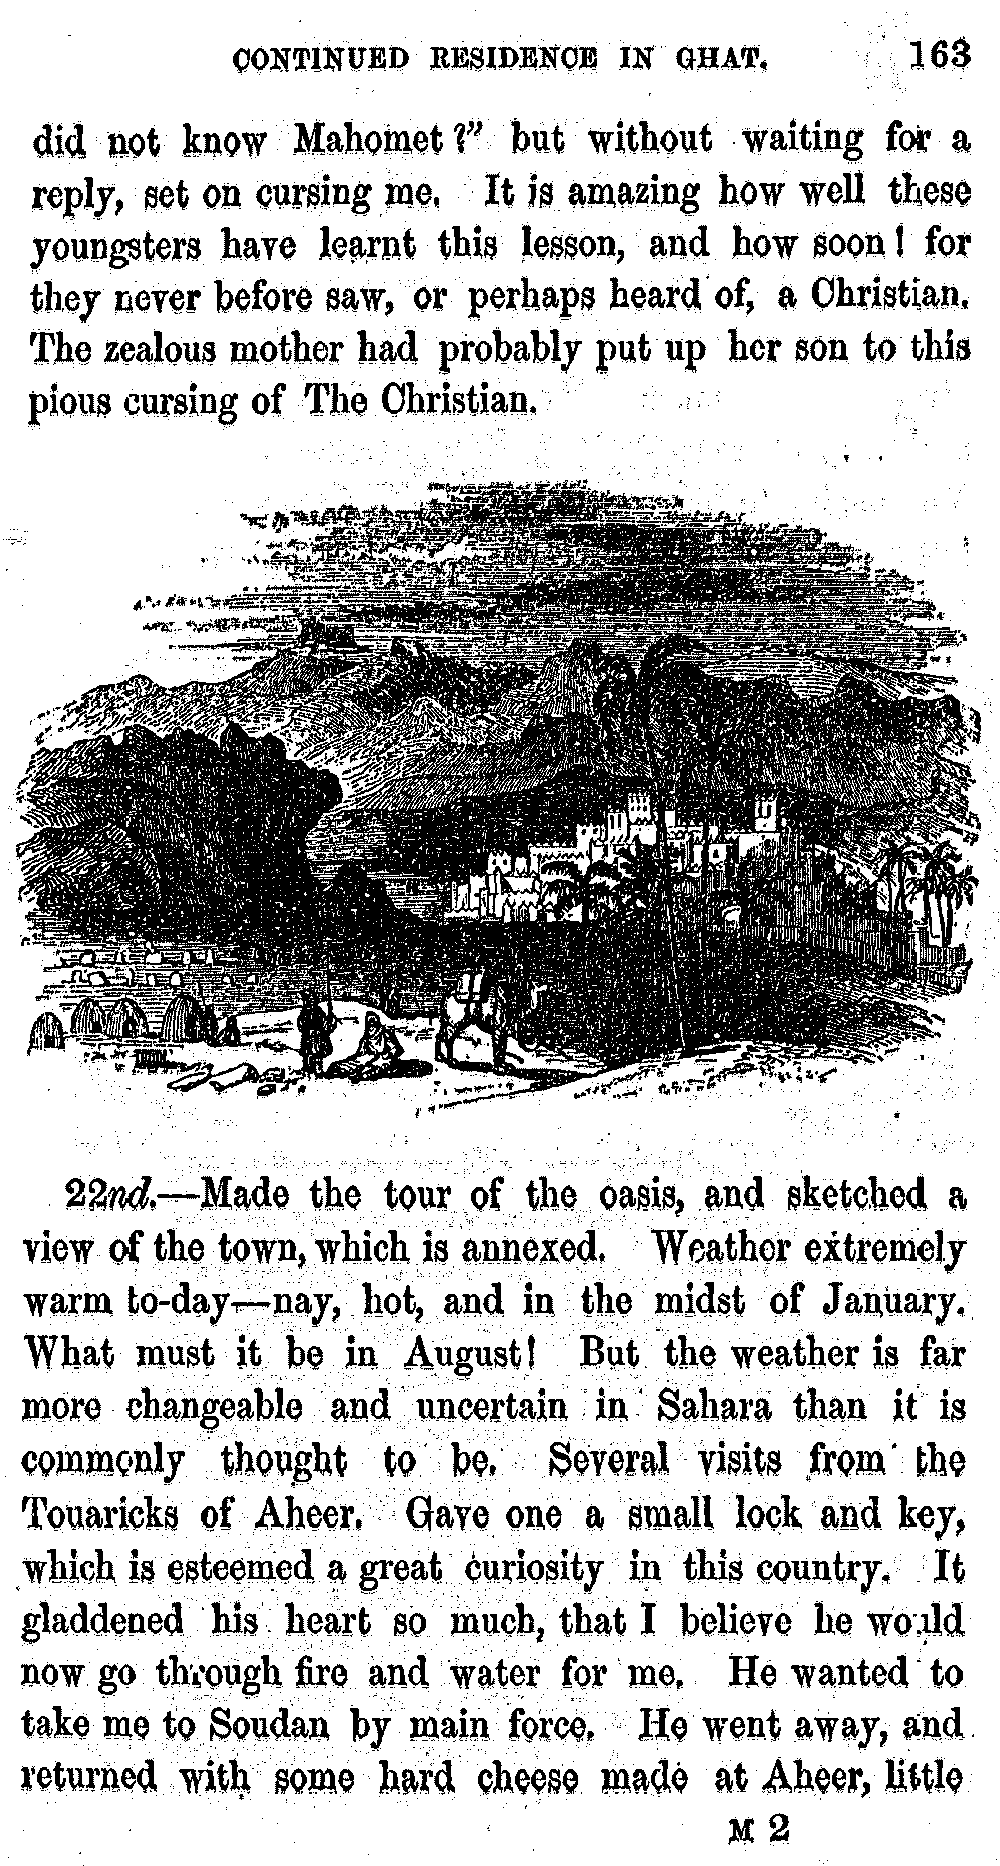 CONTINUED RESIDENCE IN GHAT. 163
did not know Mahomet?" but without waiting for a
reply, set on cursing me. It is amazing how well these
youngsters have learnt this lesson, and how soon! for
they never before saw, or perhaps heard of, a Christian.
The zealous mother had probably put up her son to this
pious cursing of The Christian.
22nd.—Made the tour of the oasis, and sketched a
view of the town, which is annexed. Weather extremely
warm to-day—nay, hot, and in the midst of January.
What must it be in August! But the weather is far
more changeable and uncertain in Sahara than it is
commonly thought to be. Several visits from the
Touaricks of Aheer. Gave one a small lock and key,
which is esteemed a great curiosity in this country. It
gladdened his heart so much, that I believe he would
now go through fire and water for me. He wanted to
take me to Soudan by main force. He went away, and
returned with some hard cheese made at Aheer, little
M 2